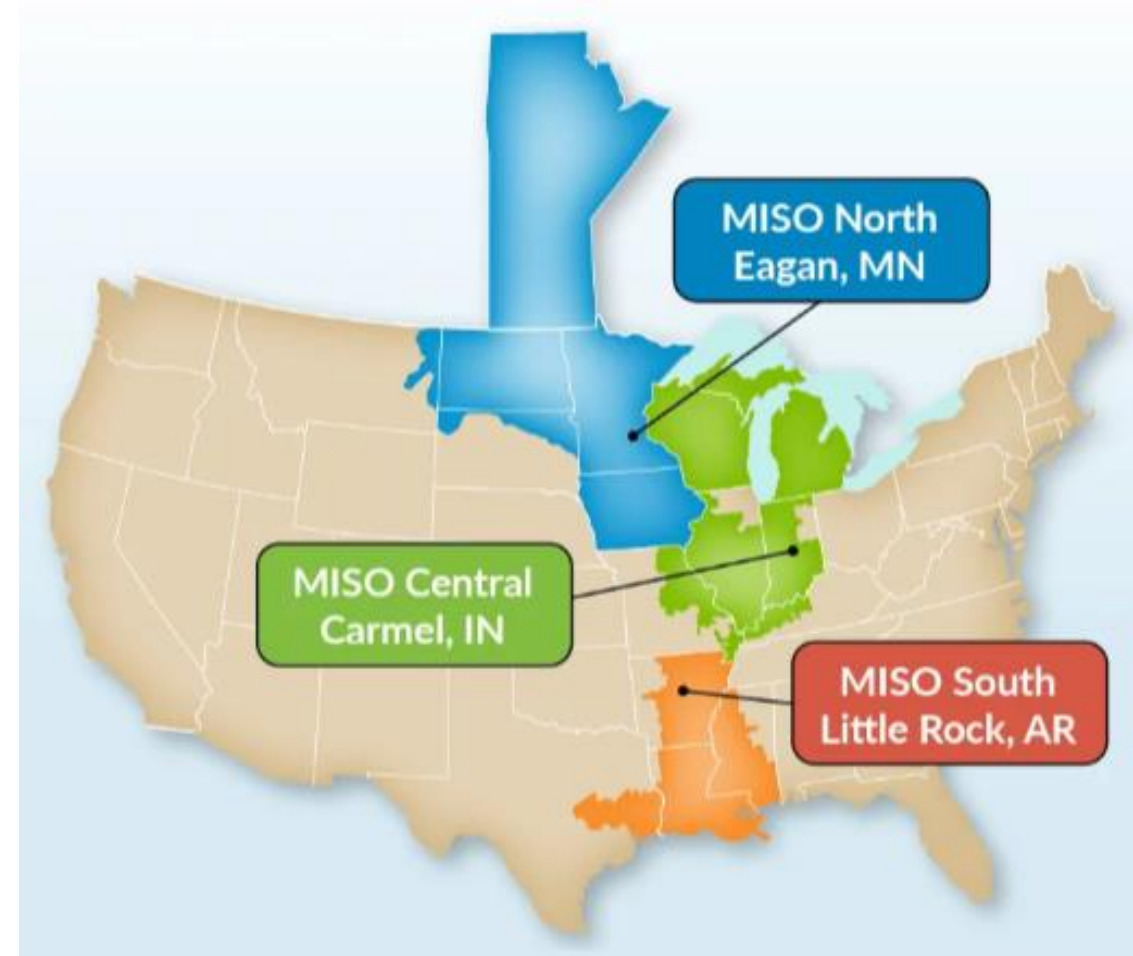 MISO North
Eagan, MN
MISO Central
Carmel, IN
MISO South
Little Rock, AR